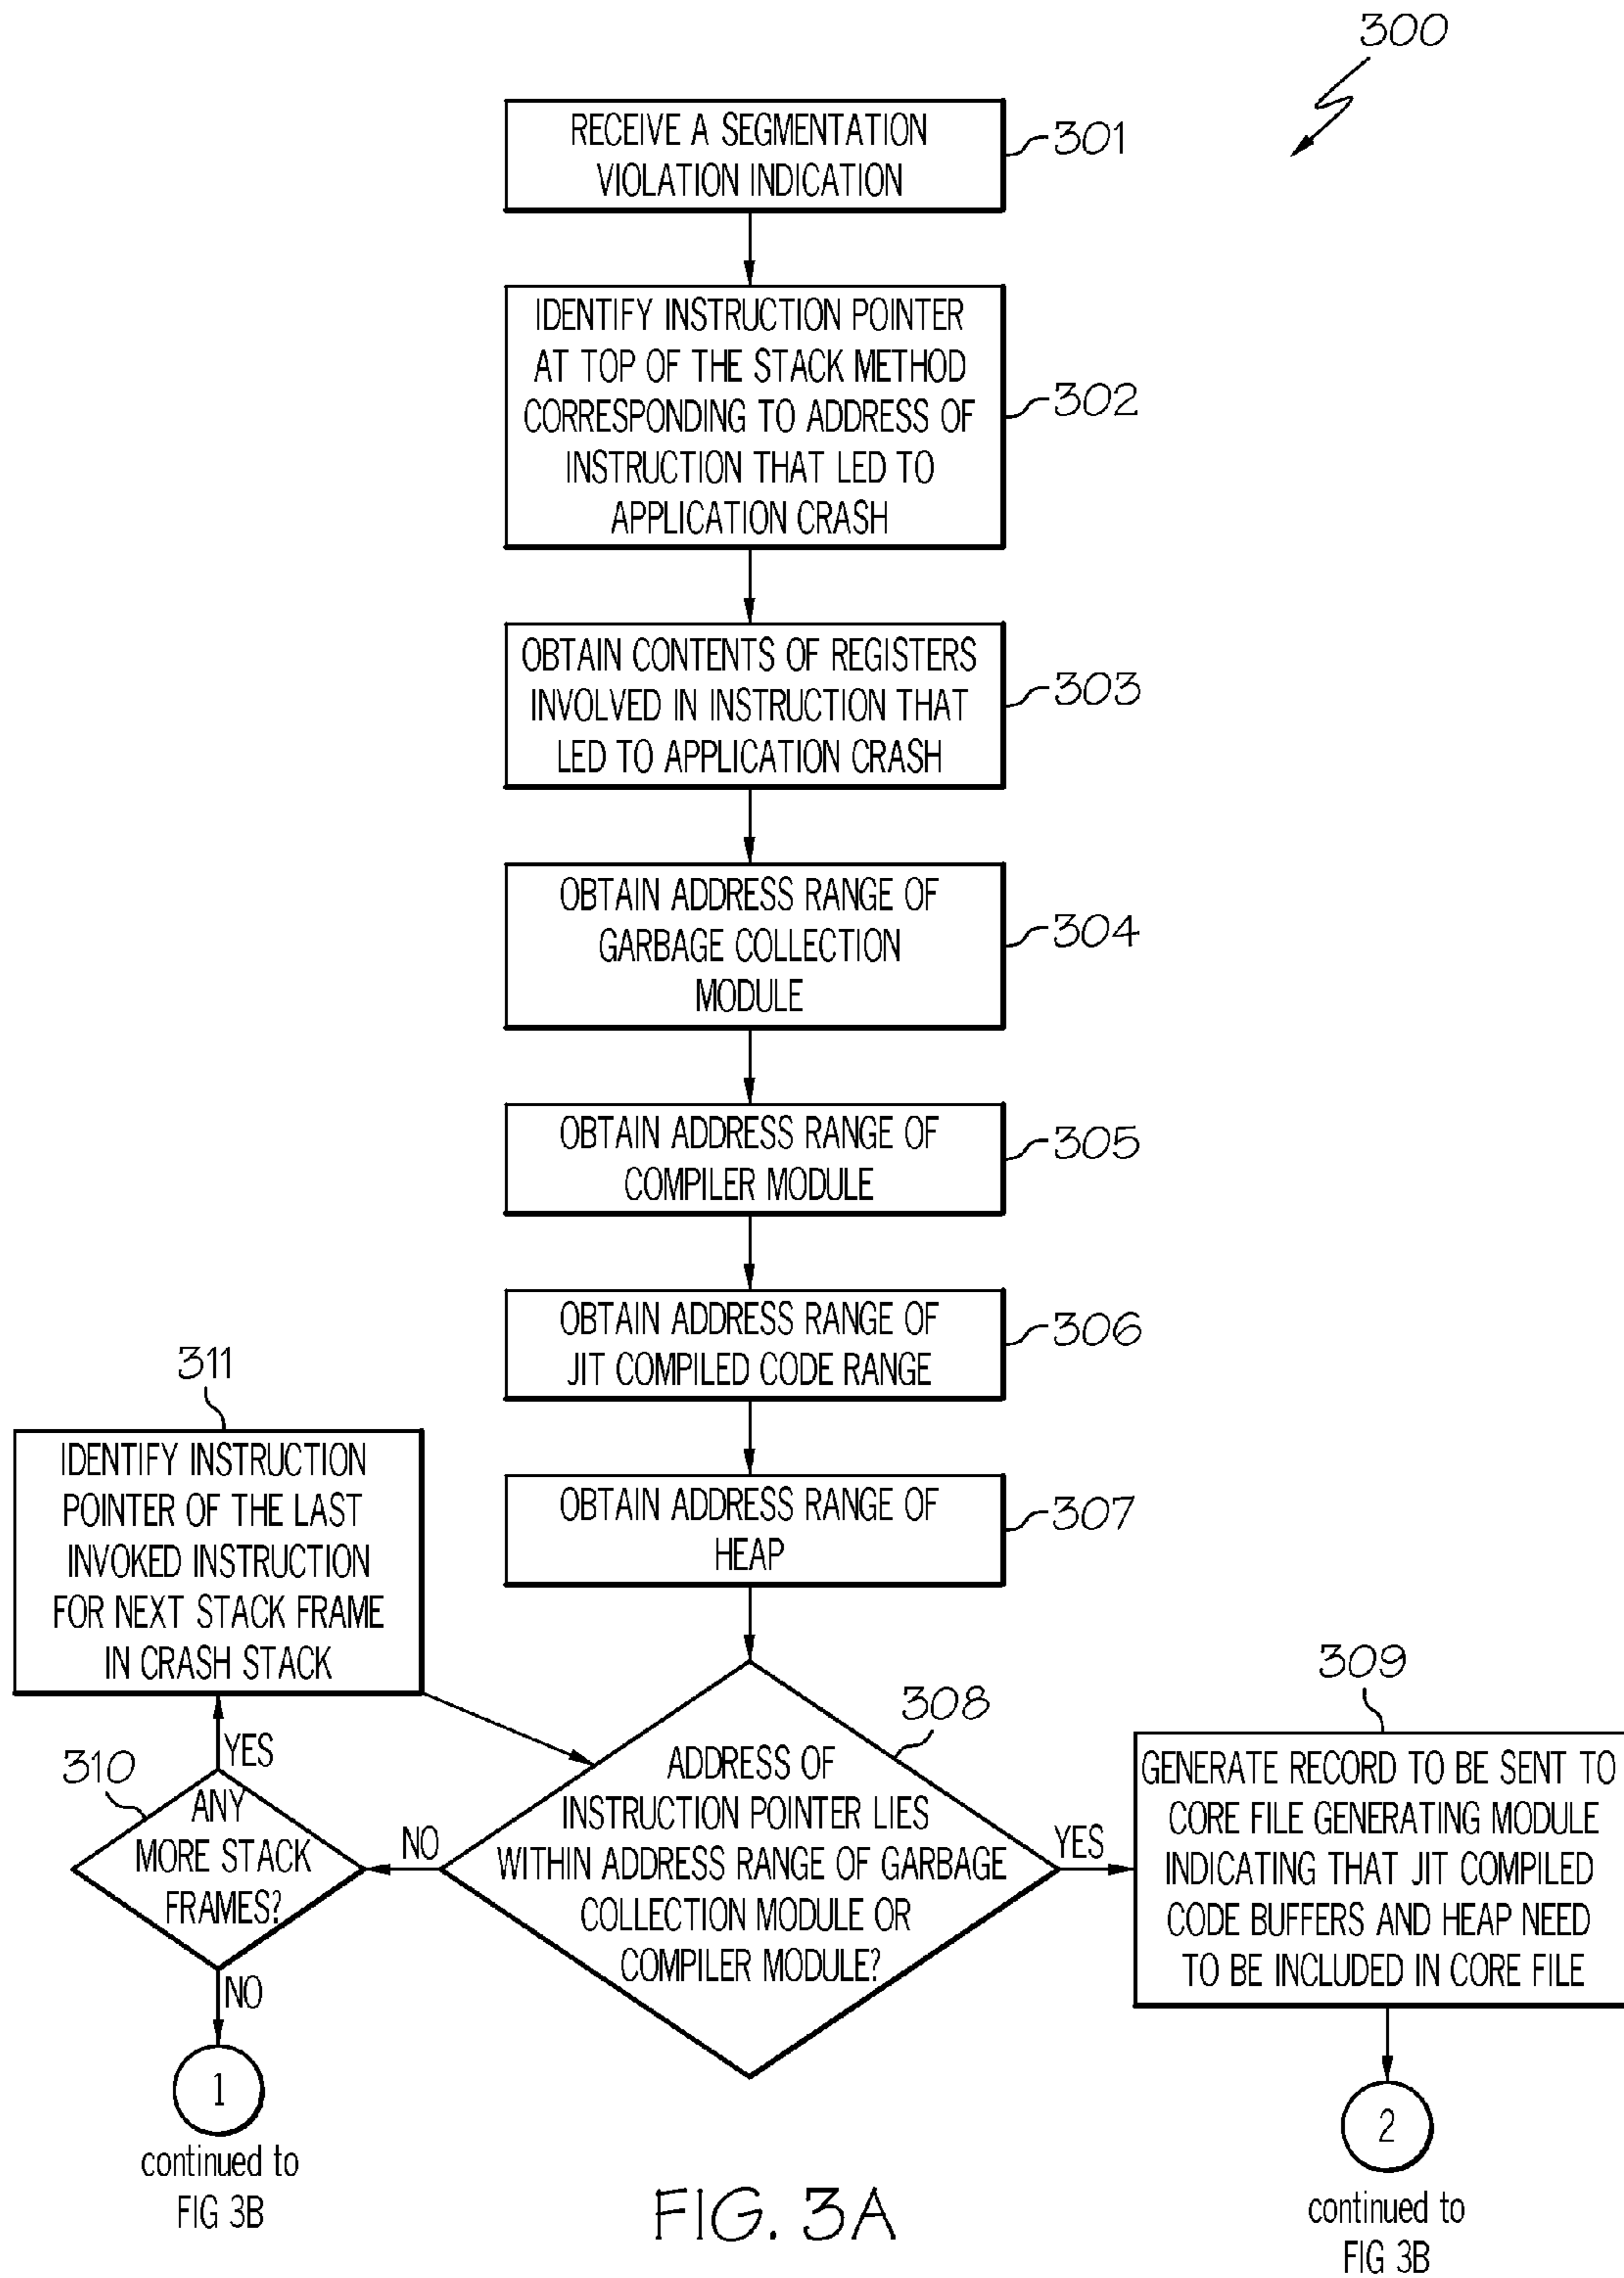 300
RECEIVE A SEGMENTATION
VIOLATION INDICATION
301
IDENTIFY INSTRUCTION POINTER
AT TOP OF THE STACK METHOD
CORRESPONDING TO ADDRESS OF
INSTRUCTION THAT LED TO
APPLICATION CRASH
302
OBTAIN CONTENTS OF REGISTERS
INVOLVED IN INSTRUCTION THAT
LED TO APPLICATION CRASH
303
OBTAIN ADDRESS RANGE OF
GARBAGE COLLECTION
MODULE
304
OBTAIN ADDRESS RANGE OF
COMPILER MODULE
305
OBTAIN ADDRESS RANGE OF
JIT COMPILED CODE RANGE
306
OBTAIN ADDRESS RANGE OF
HEAP
307
311
IDENTIFY INSTRUCTION
POINTER OF THE LAST
INVOKED INSTRUCTION
FOR NEXT STACK FRAME
IN CRASH STACK
308
ADDRESS OF
INSTRUCTION POINTER LIES
WITHIN ADDRESS RANGE OF GARBAGE
COLLECTION MODULE OR
COMPILER MODULE?
309
GENERATE RECORD TO BE SENT TO
CORE FILE GENERATING MODULE
INDICATING THAT JIT COMPILED
CODE BUFFERS AND HEAP NEED
TO BE INCLUDED IN CORE FILE
YES
NO
310
YES
ANY
MORE STACK
FRAMES?
NO
1
continued to
FIG 3B
2
continued to
FIG 3B
FIG. 3A